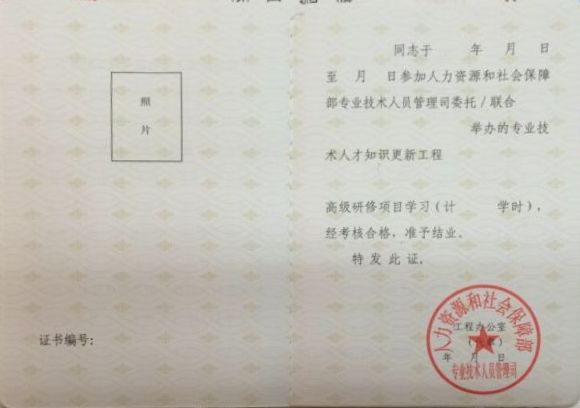 照
片
证书编号:
同志于 年 月 日
至 月 日参加人力资源和社会保障
部专业技术人员管理司委托/联合
举办的专业技
术人才知识更新工程
高级研修项目学习(计 学时),
经考核合格,准予结业。
特发此证。
人力资源和社会保障部
工程办公室
年 月 日
专业技术人员管理司